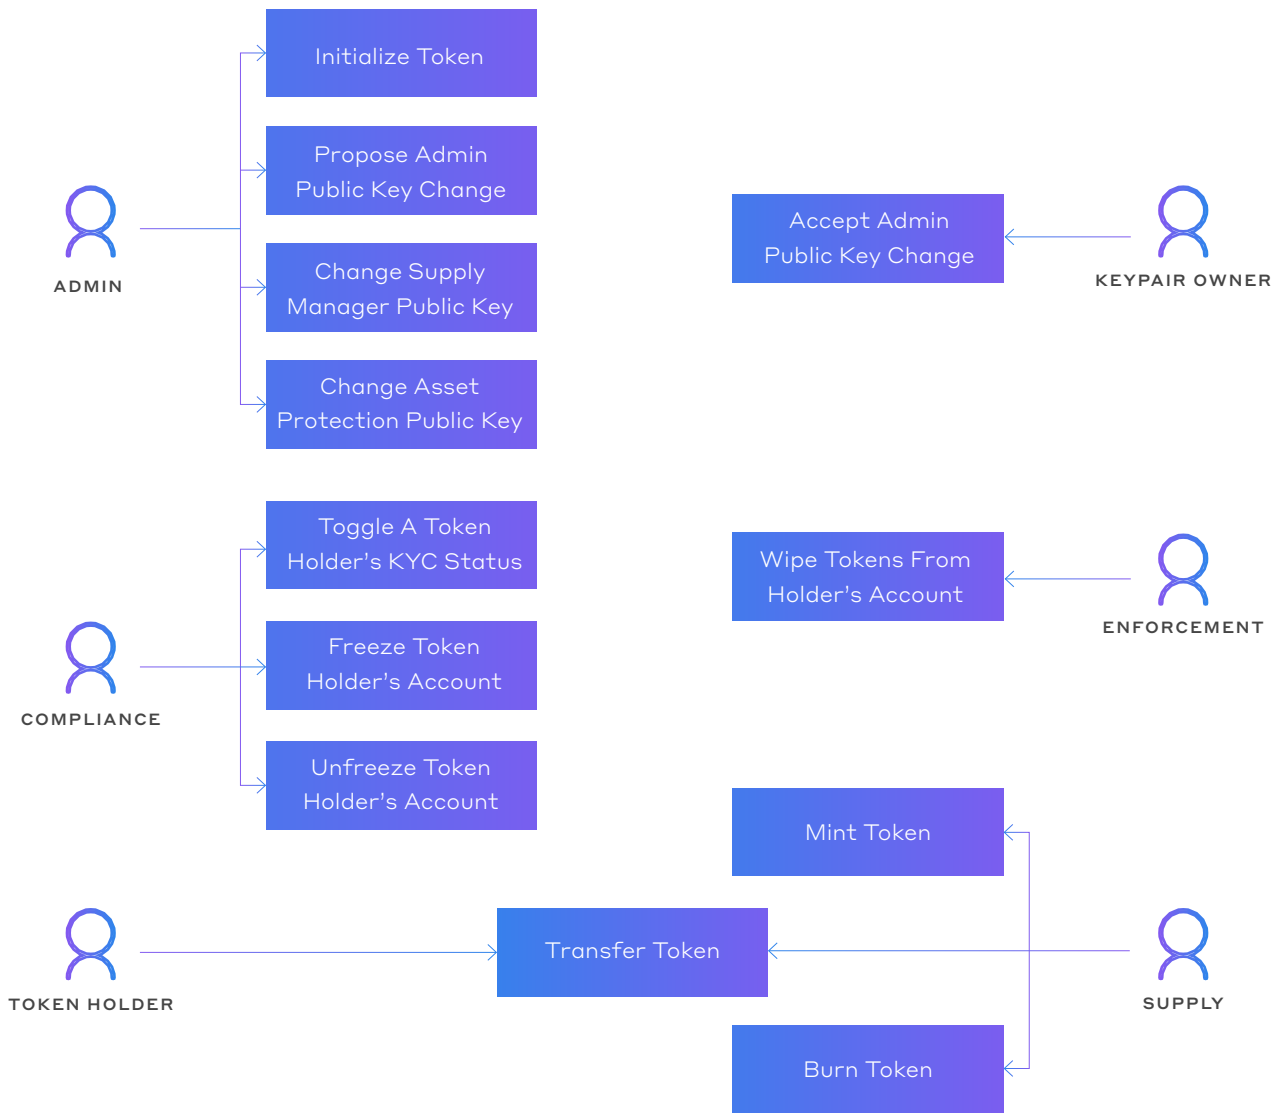 Initialize Token
Propose Admin
Public Key Change
ADMIN
Change Supply
Manager Public Key
Change Asset
Protection Public Key
Accept Admin
Public Key Change
KEYPAIR OWNER
Toggle A Token
Holder’s KYC Status
Freeze Token
Holder’s Account
COMPLIANCE
Unfreeze Token
Holder’s Account
Wipe Tokens From
Holder’s Account
ENFORCEMENT
Mint Token
Transfer Token
TOKEN HOLDER
SUPPLY
Burn Token